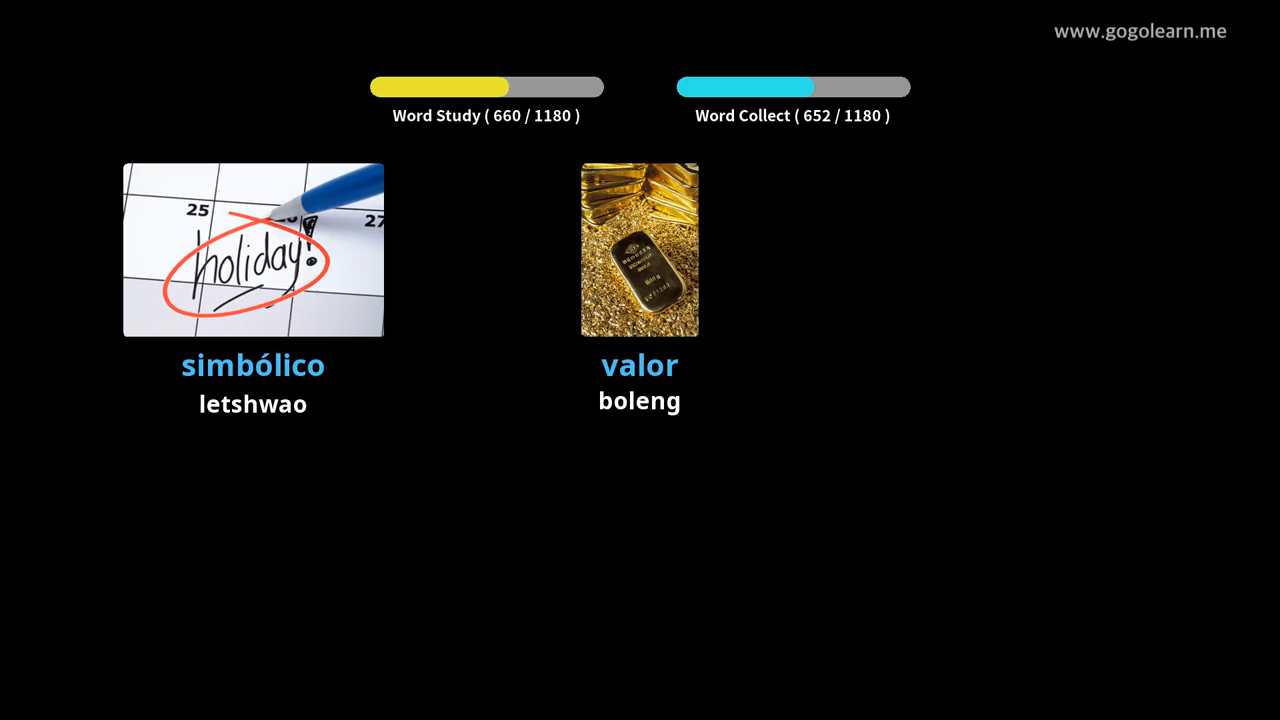 www.gogolearn.me
Word Study ( 660 / 1180 )
Word Collect ( 652 / 1180 )
25
27
holiday!
simbólico
letshwao
valor
boleng